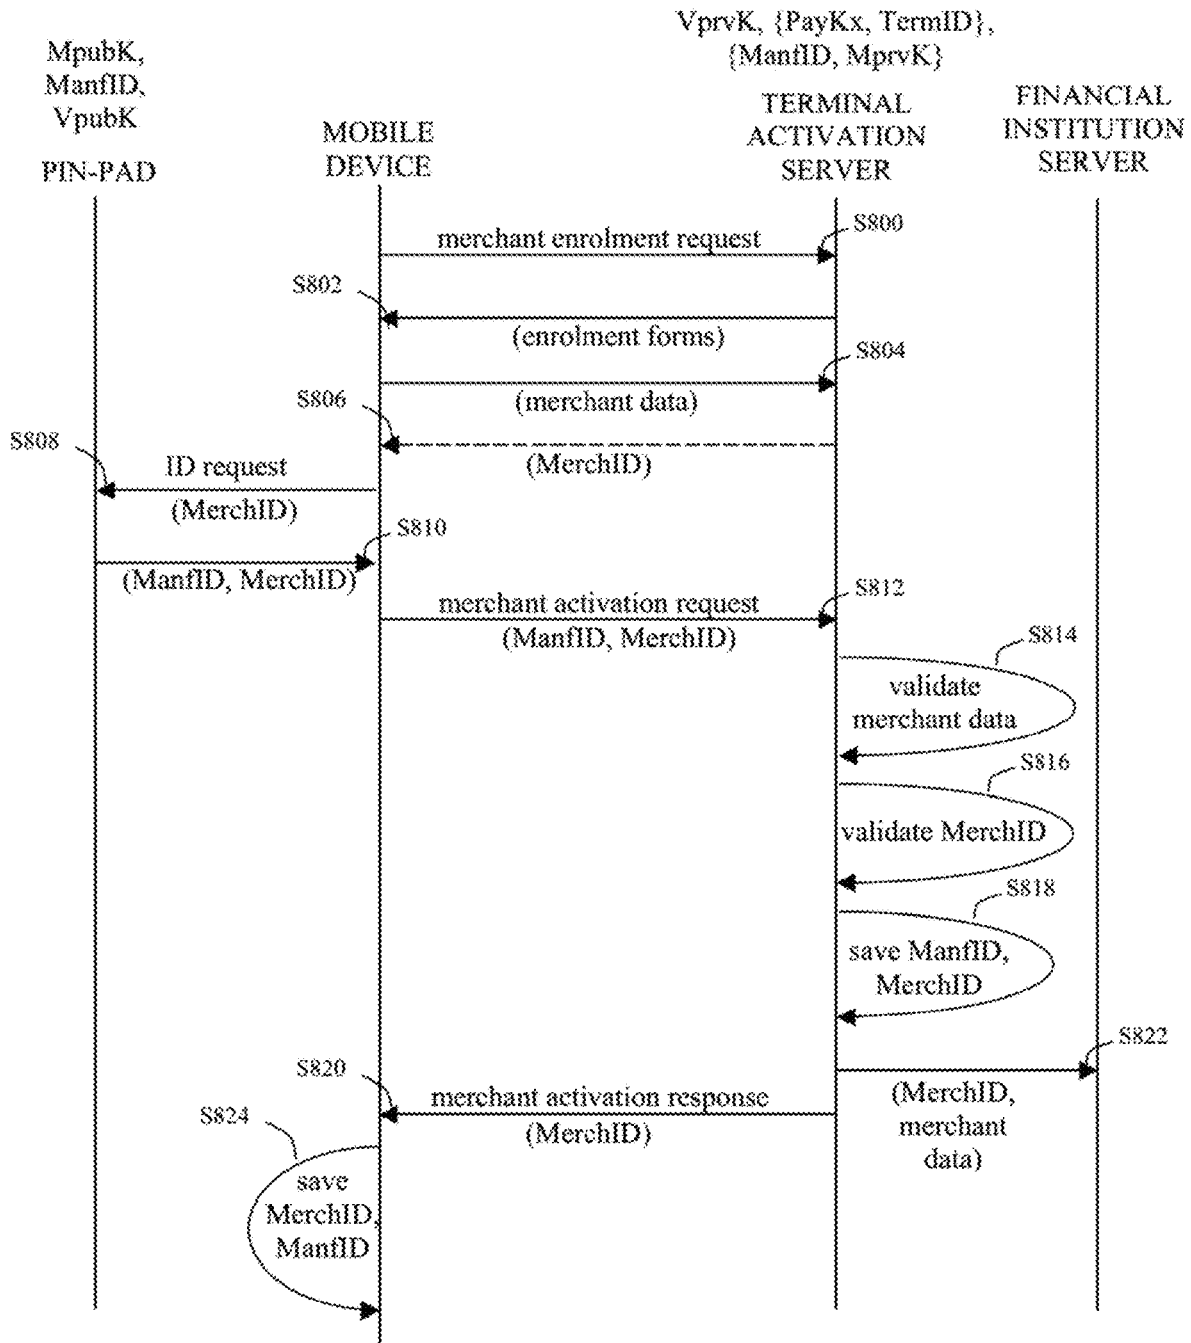 VprvK, {PayKx, TermID},
{ManfID, MprvK}
MpubK,
ManfID,
VpubK
PIN-PAD
MOBILE
DEVICE
TERMINAL
ACTIVATION
SERVER
FINANCIAL
INSTITUTION
SERVER
merchant enrolment request
S800
S802
(enrolment forms)
S804
(merchant data)
S806
(MerchID)
S808
ID request
(MerchID)
S810
(ManfID, MerchID)
merchant activation request
S812
(ManfID, MerchID)
S814
validate
merchant data
S816
validate MerchID
S818
save ManfID,
MerchID
S822
(MerchID,
merchant
data)
S820
merchant activation response
(MerchID)
S824
save
MerchID,
ManfID